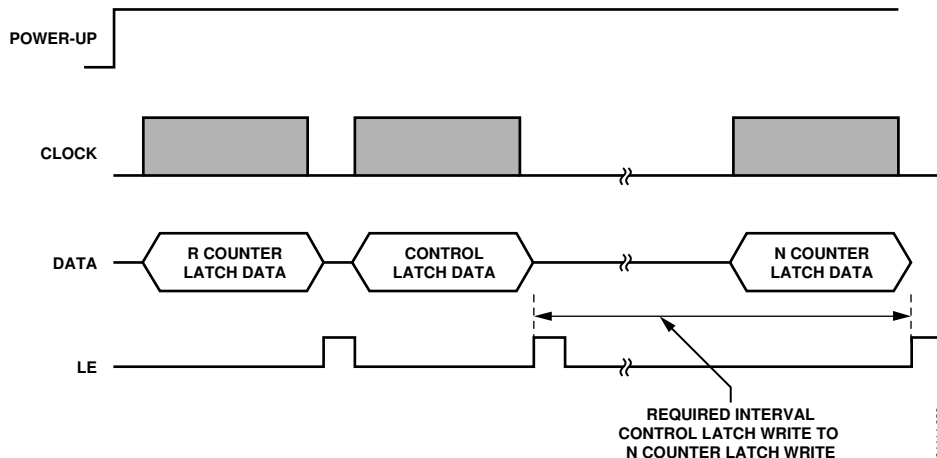 POWER-UP
CLOCK
DATA
R COUNTER
LATCH DATA
CONTROL
LATCH DATA
N COUNTER
LATCH DATA
LE
REQUIRED INTERVAL
CONTROL LATCH WRITE TO
N COUNTER LATCH WRITE